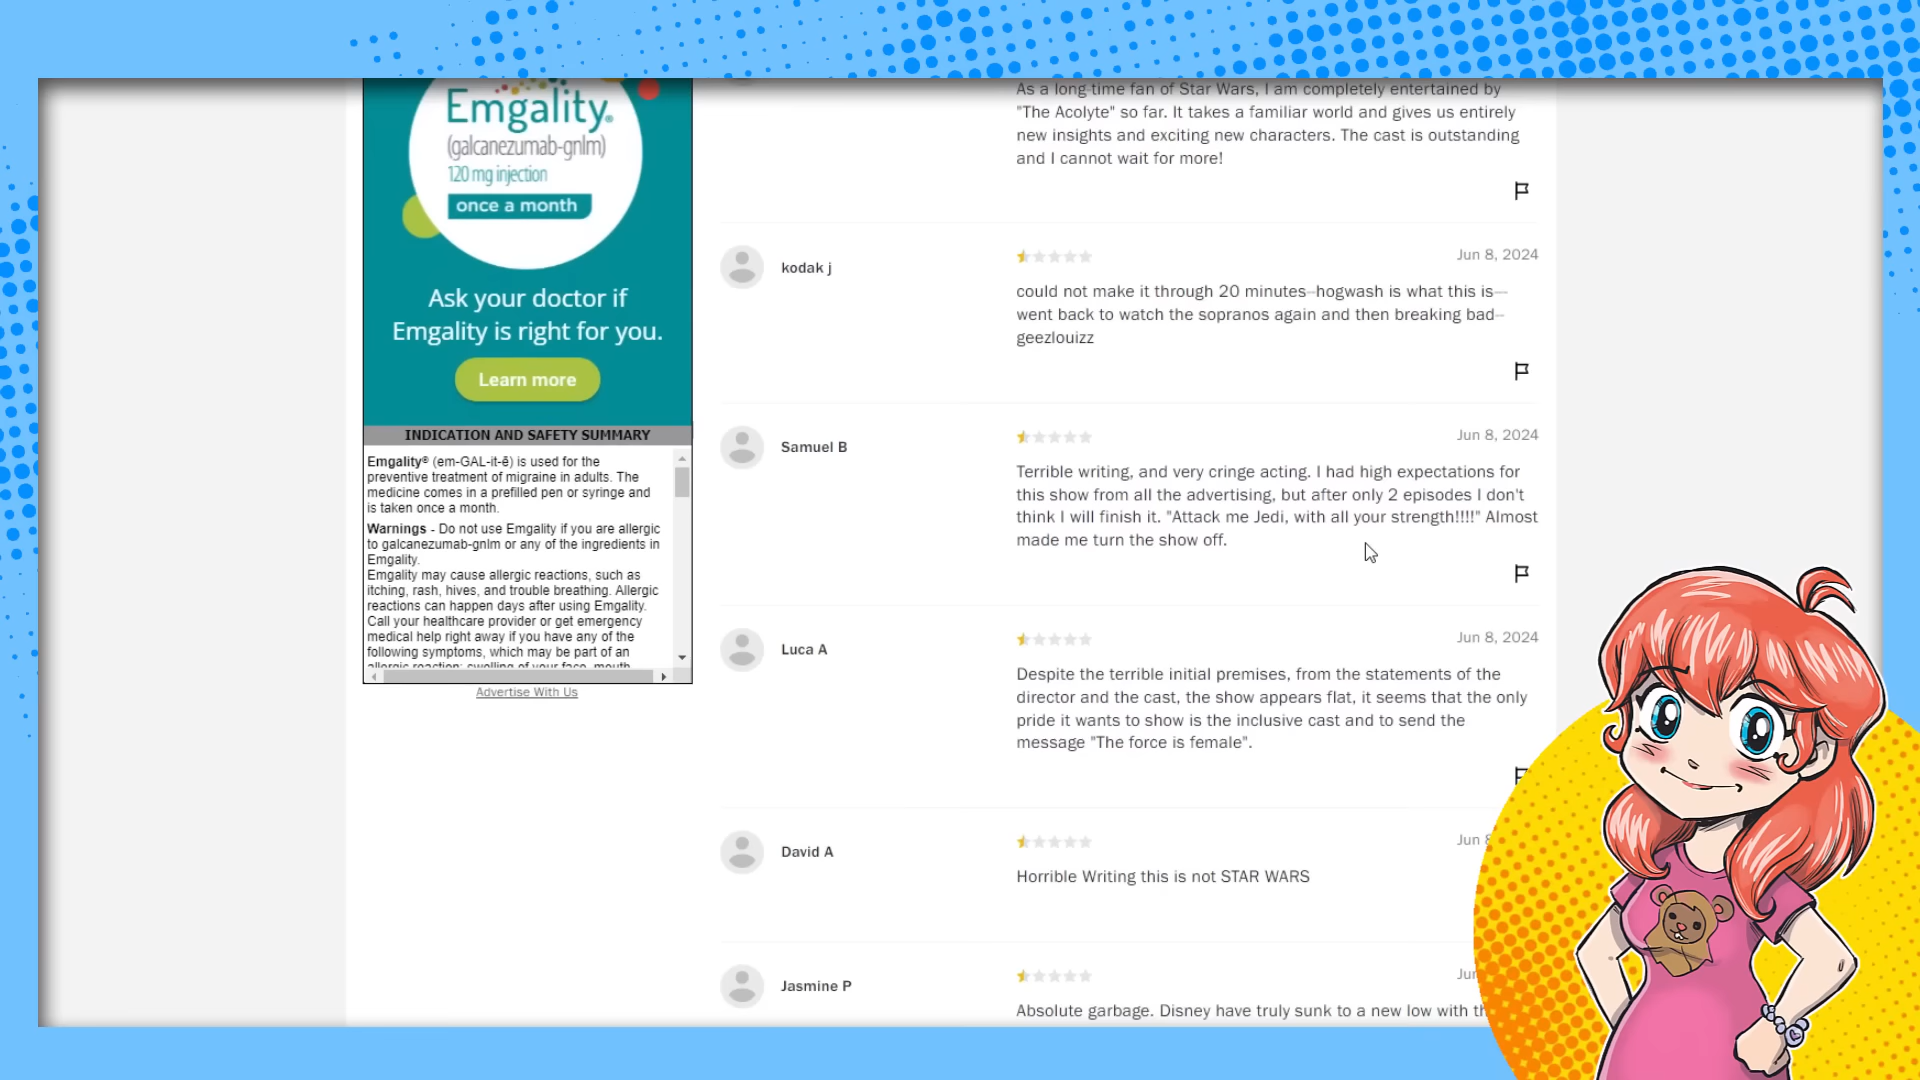 Emgality®
(galcanezumab-gnlm)
120 mg injection
once a month
Ask your doctor if
Emgality is right for you.
Learn more
INDICATION AND SAFETY SUMMARY
Emgality® (em-GAL-it-ē) is used for the
preventive treatment of migraine in adults. The
medicine comes in a prefilled pen or syringe and
is taken once a month.
Warnings - Do not use Emgality if you are allergic
to galcanezumab-gnlm or any of the ingredients in
Emgality.
Emgality may cause allergic reactions, such as
itching, rash, hives, and trouble breathing. Allergic
reactions can happen days after using Emgality.
Call your healthcare provider or get emergency
medical help right away if you have any of the
following symptoms, which may be part of an
allergic reaction: swelling of your face, mouth,
Advertise With Us
As a long-time fan of Star Wars, I am completely entertained by
"The Acolyte" so far. It takes a familiar world and gives us entirely
new insights and exciting new characters. The cast is outstanding
and I cannot wait for more!
kodak j
Jun 8, 2024
could not make it through 20 minutes--hogwash is what this is---
went back to watch the sopranos again and then breaking bad--
geezlouizz
Samuel B
Jun 8, 2024
Terrible writing, and very cringe acting. I had high expectations for
this show from all the advertising, but after only 2 episodes I don't
think I will finish it. "Attack me Jedi, with all your strength!!!!" Almost
made me turn the show off.
Luca A
Jun 8, 2024
Despite the terrible initial premises, from the statements of the
director and the cast, the show appears flat, it seems that the only
pride it wants to show is the inclusive cast and to send the
message "The force is female".
David A
Jun 8
Horrible Writing this is not STAR WARS
Jasmine P
Jun
Absolute garbage. Disney have truly sunk to a new low with